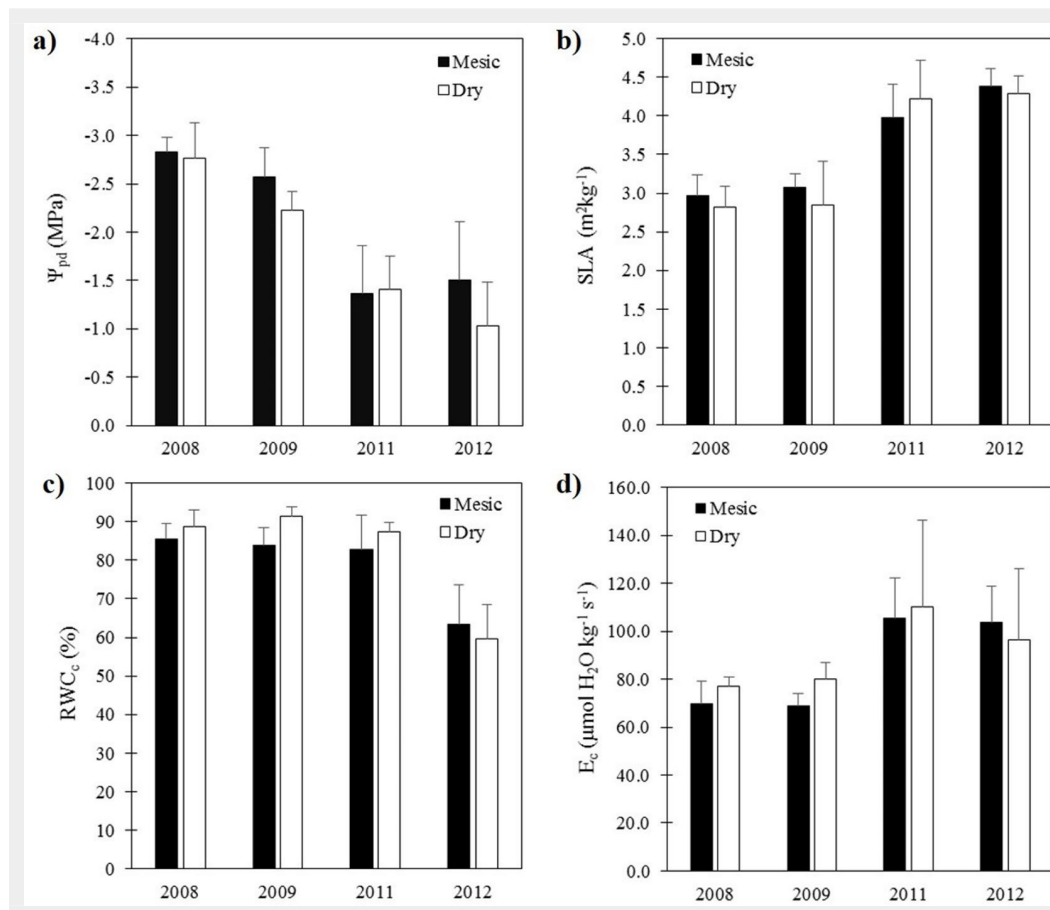 a)
-4.0
-3.5
-3.0
-2.5
-2.0
-1.5
-1.0
-0.5
0.0
Ψpd (MPa)
Mesic
Dry
2008 2009 2011 2012
b)
5.0
4.5
4.0
3.5
3.0
2.5
2.0
1.5
1.0
0.5
0.0
SLA (m²kg⁻¹)
Mesic
Dry
2008 2009 2011 2012
c)
100
90
80
70
60
50
40
30
20
10
0
RWCc (%)
Mesic
Dry
2008 2009 2011 2012
d)
160.0
140.0
120.0
100.0
80.0
60.0
40.0
20.0
0.0
Ec (µmol H₂O kg⁻¹ s⁻¹)
Mesic
Dry
2008 2009 2011 2012